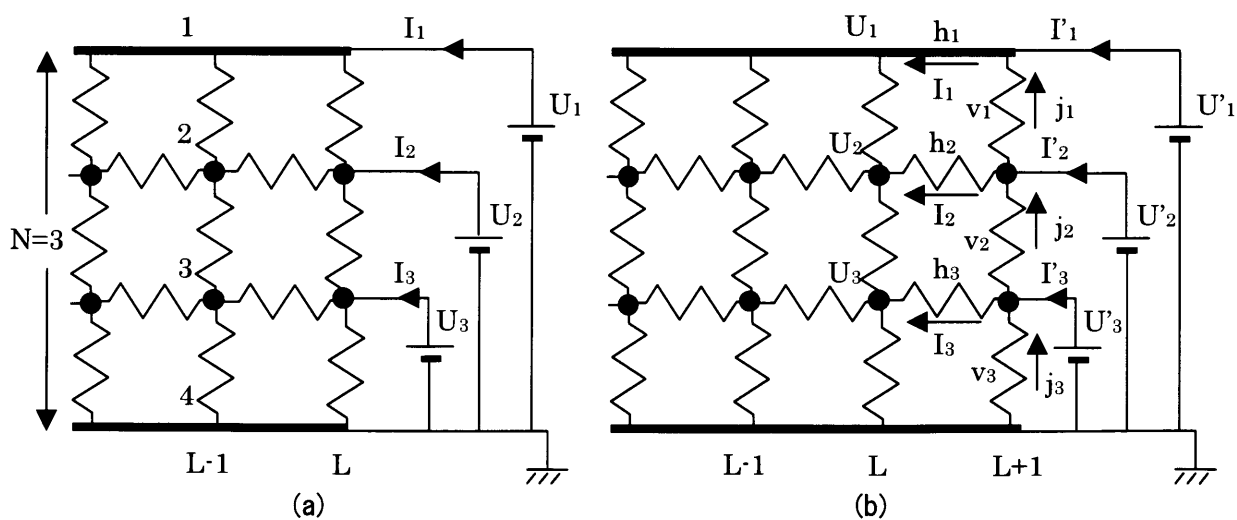 1 I1 U1 h1 I'1
I1
U1 v1 j1 U'1
2 I2 U2 h2 I'2
N=3 U2 I2 v2 j2 U'2
3 I3 U3 h3 I'3
U3 I3 U'3
4 v3 j3
L-1 L L-1 L L+1
(a) (b)